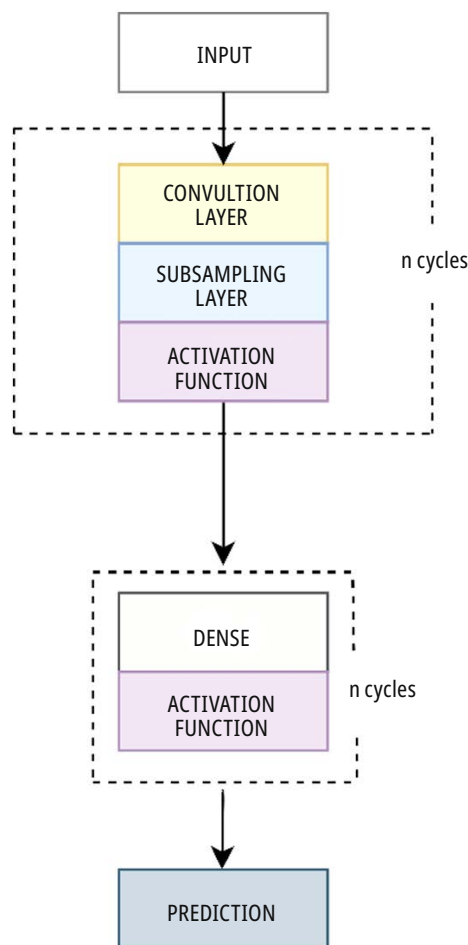 INPUT
CONVULTION
LAYER
SUBSAMPLING
LAYER
ACTIVATION
FUNCTION
n cycles
DENSE
ACTIVATION
FUNCTION
n cycles
PREDICTION